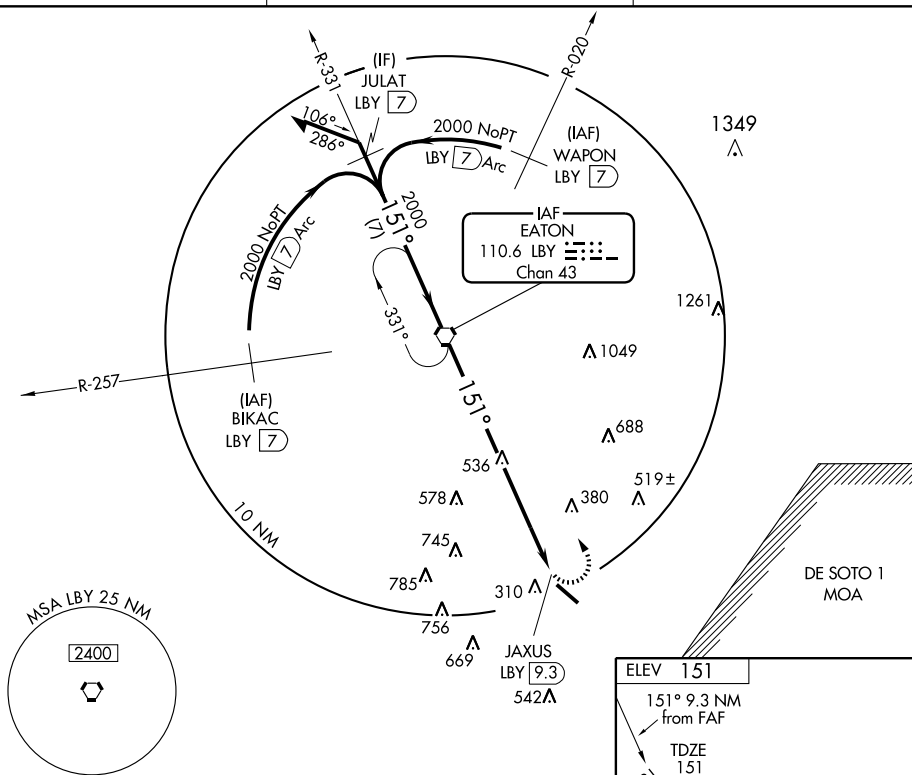 R-331
(IF)
JULAT
LBY 7
R-020
106°
286°
2000 NoPT
LBY 7 Arc
(IAF)
WAPON
LBY 7
1349
2000 NoPT
LBY 7 Arc
2000
151°
(7)
IAF
EATON
110.6 LBY
Chan 43
331°
1261
1049
R-257
(IAF)
BIKAC
LBY 7
151°
688
536
519±
578
380
10 NM
745
785
310
DE SOTO 1
MOA
756
MSA LBY 25 NM
2400
669
JAXUS
LBY 9.3
542
ELEV 151
151° 9.3 NM
from FAF
TDZE
151